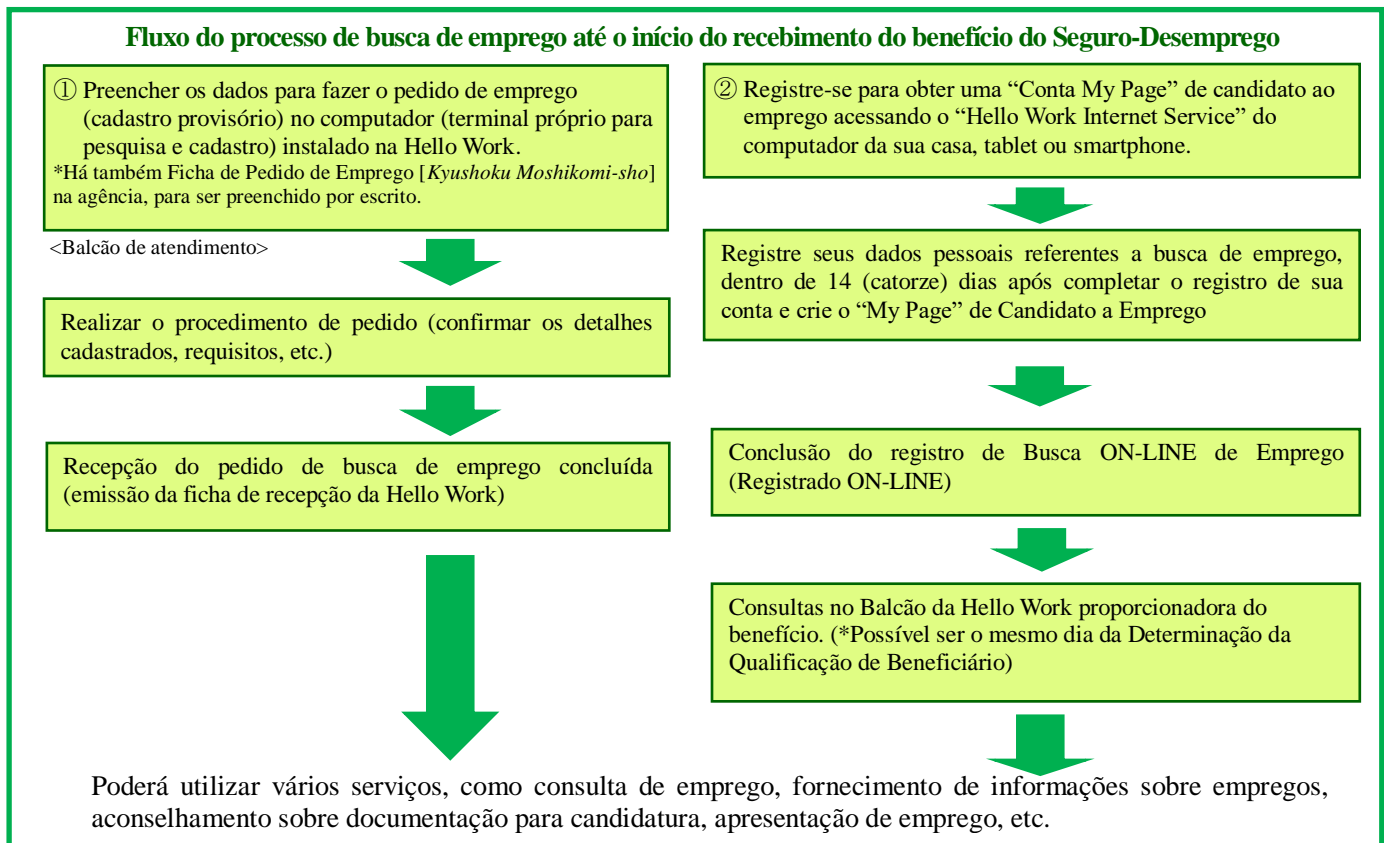 Fluxo do processo de busca de emprego até o início do recebimento do benefício do Seguro-Desemprego
① Preencher os dados para fazer o pedido de emprego
(cadastro provisório) no computador (terminal próprio para
pesquisa e cadastro) instalado na Hello Work.
*Há também Ficha de Pedido de Emprego [Kyushoku Moshikomi-sho]
na agência, para ser preenchido por escrito.
<Balcão de atendimento>
Realizar o procedimento de pedido (confirmar os detalhes
cadastrados, requisitos, etc.)
Recepção do pedido de busca de emprego concluída
(emissão da ficha de recepção da Hello Work)
② Registre-se para obter uma “Conta My Page” de candidato ao
emprego acessando o “Hello Work Internet Service” do
computador da sua casa, tablet ou smartphone.
Registre seus dados pessoais referentes a busca de emprego,
dentro de 14 (catorze) dias após completar o registro de sua
conta e crie o “My Page” de Candidato a Emprego
Conclusão do registro de Busca ON-LINE de Emprego
(Registrado ON-LINE)
Consultas no Balcão da Hello Work proporcionadora do
benefício. (*Possível ser o mesmo dia da Determinação da
Qualificação de Beneficiário)
Poderá utilizar vários serviços, como consulta de emprego, fornecimento de informações sobre empregos,
aconselhamento sobre documentação para candidatura, apresentação de emprego, etc.